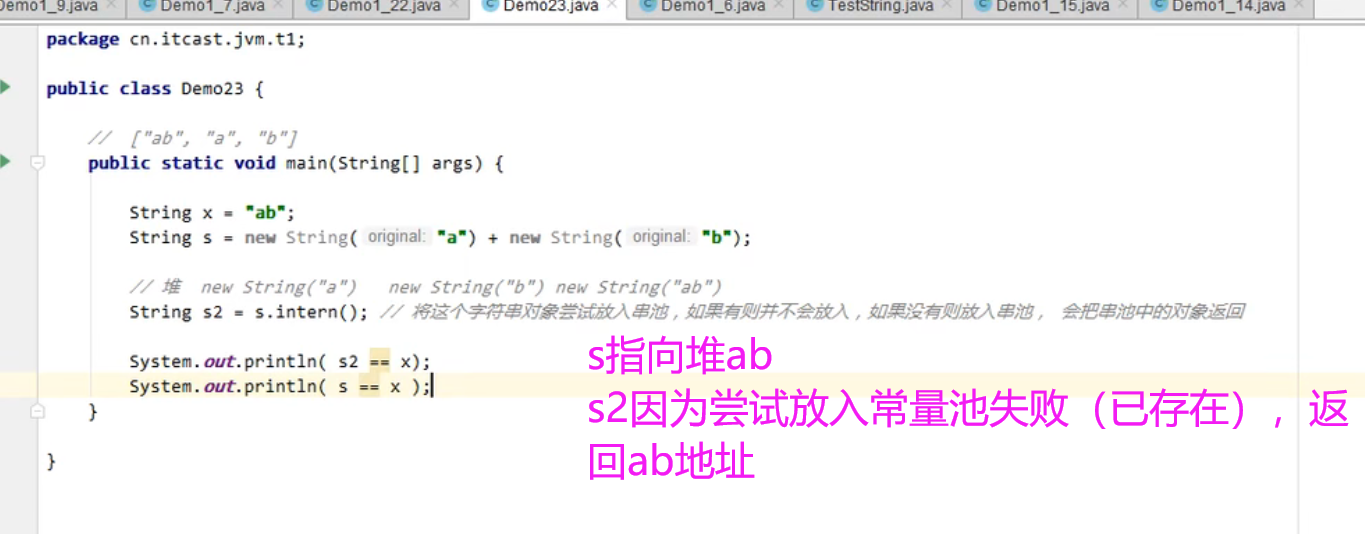 Demo1_9.java Demo1_7.java Demo1_22.java Demo23.java Demo1_6.java TestString.java Demo1_15.java Demo1_14.java
package cn.itcast.jvm.t1;
public class Demo23 {
// ["ab", "a", "b"]
public static void main(String[] args) {
String x = "ab";
String s = new String( original: "a") + new String( original: "b");
// 堆 new String("a") new String("b") new String("ab")
String s2 = s.intern(); // 将这个字符串对象尝试放入串池，如果有则并不会放入，如果没有则放入串池， 会把串池中的对象返回
System.out.println( s2 == x);
System.out.println( s == x );
}
}
s指向堆ab
s2因为尝试放入常量池失败（已存在），返
回ab地址